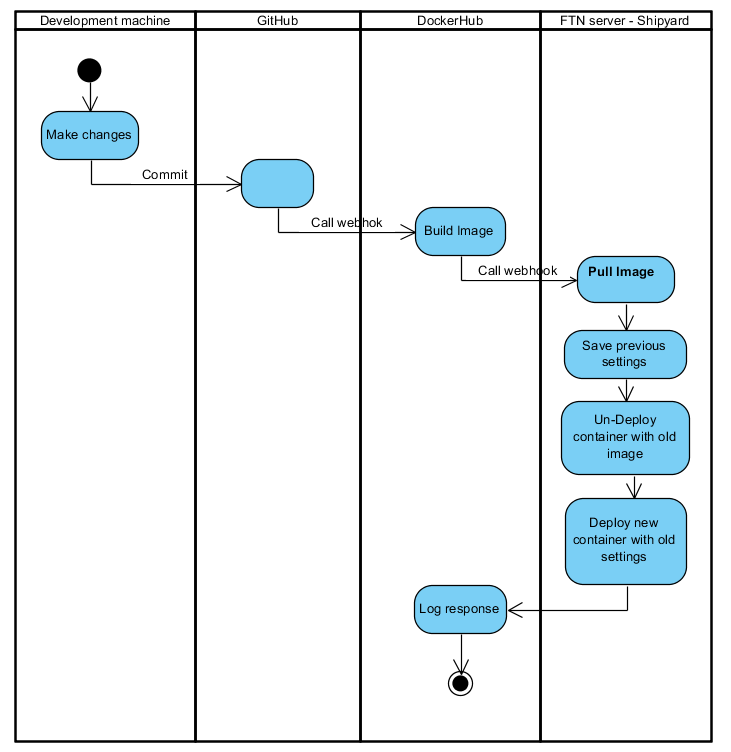 Development machine
GitHub
DockerHub
FTN server - Shipyard
Make changes
Commit
Call webhok
Build Image
Call webhook
Pull Image
Save previous
settings
Un-Deploy
container with old
image
Deploy new
container with old
settings
Log response